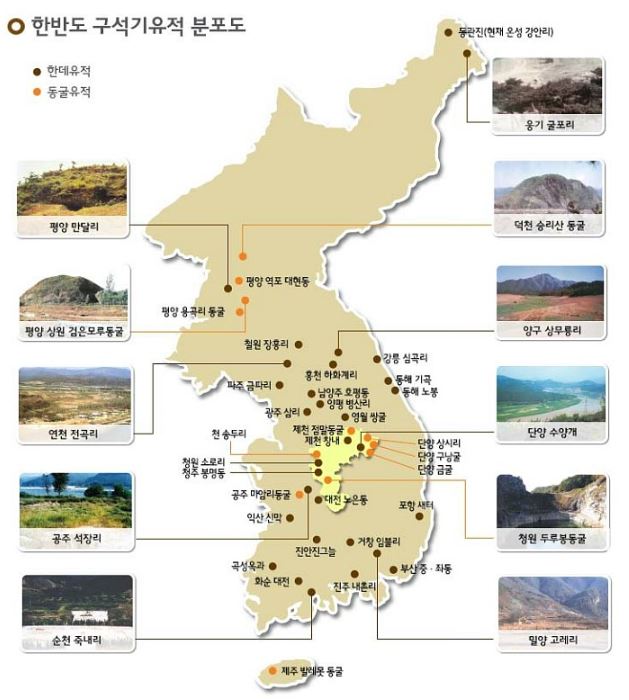 한반도 구석기유적 분포도
한데유적
동굴유적
동관진(현재 온성 강안리)
웅기 굴포리
평양 만달리
덕천 승리산 동굴
평양 역포 대현동
평양 용곡리 동굴
평양 상원 검은모루동굴
양구 상무룡리
철원 장흥리
홍천 하화계리
강릉 심곡리
파주 금파리
동해 기곡
동해 노봉
남양주 호평동
양평 병산리
광주 삼리
영월 쌍굴
연천 전곡리
단양 수양개
제천 점말동굴
제천 창내
천 송두리
단양 상시리
단양 구낭굴
단양 금굴
청원 소로리
청주 봉명동
공주 마암리동굴
대전 노은동
익산 신막
포항 새터
공주 석장리
청원 두루봉동굴
진안진그늘
거창 임불리
곡성옥과
화순 대전
진주 내촌리
부산 중 · 좌동
순천 죽내리
밀양 고례리
제주 빌레못 동굴